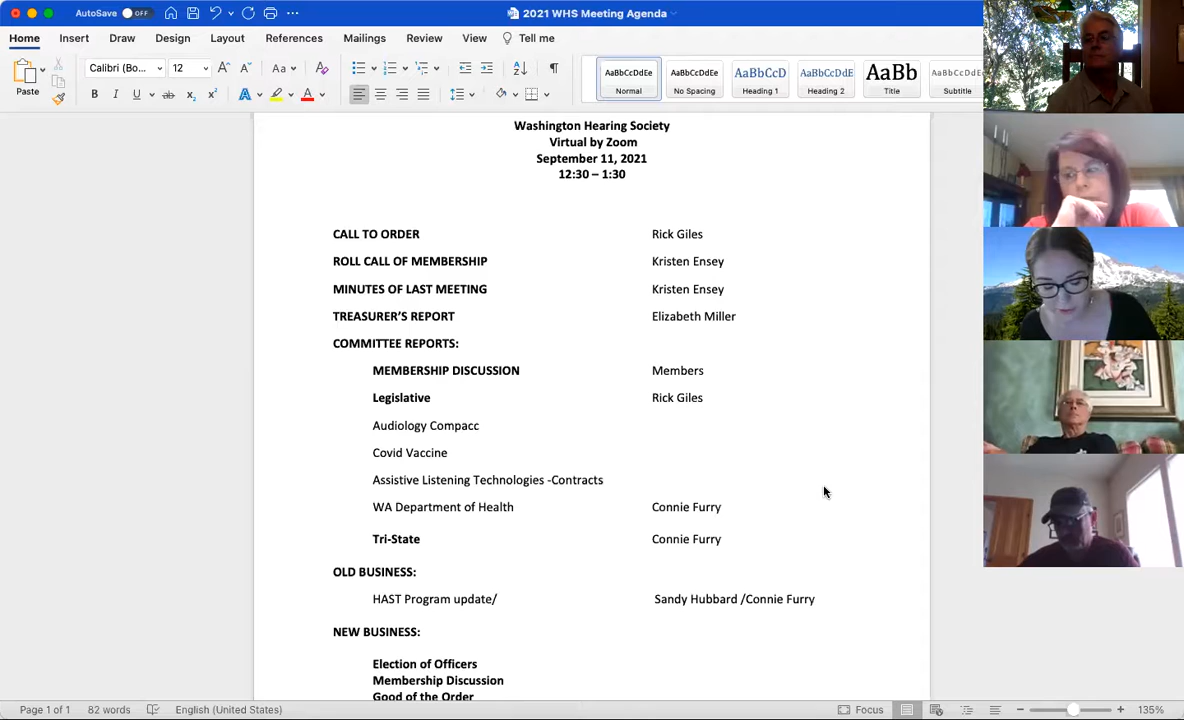 AutoSave OFF 2021 WHS Meeting Agenda
Home Insert Draw Design Layout References Mailings Review View Tell me
Paste Calibri (Bo... 12 Aa
B I U ab x₂ x² A A
AaBbCcDdEe AaBbCcDdEe AaBbCcD AaBbCcDdE AaBb AaBbCcDdEe
Normal No Spacing Heading 1 Heading 2 Title Subtitle
Washington Hearing Society
Virtual by Zoom
September 11, 2021
12:30 – 1:30
CALL TO ORDER Rick Giles
ROLL CALL OF MEMBERSHIP Kristen Ensey
MINUTES OF LAST MEETING Kristen Ensey
TREASURER'S REPORT Elizabeth Miller
COMMITTEE REPORTS:
MEMBERSHIP DISCUSSION Members
Legislative Rick Giles
Audiology Compacc
Covid Vaccine
Assistive Listening Technologies -Contracts
WA Department of Health Connie Furry
Tri-State Connie Furry
OLD BUSINESS:
HAST Program update/ Sandy Hubbard /Connie Furry
NEW BUSINESS:
Election of Officers
Membership Discussion
Good of the Order
Page 1 of 1 82 words English (United States) Focus 135%